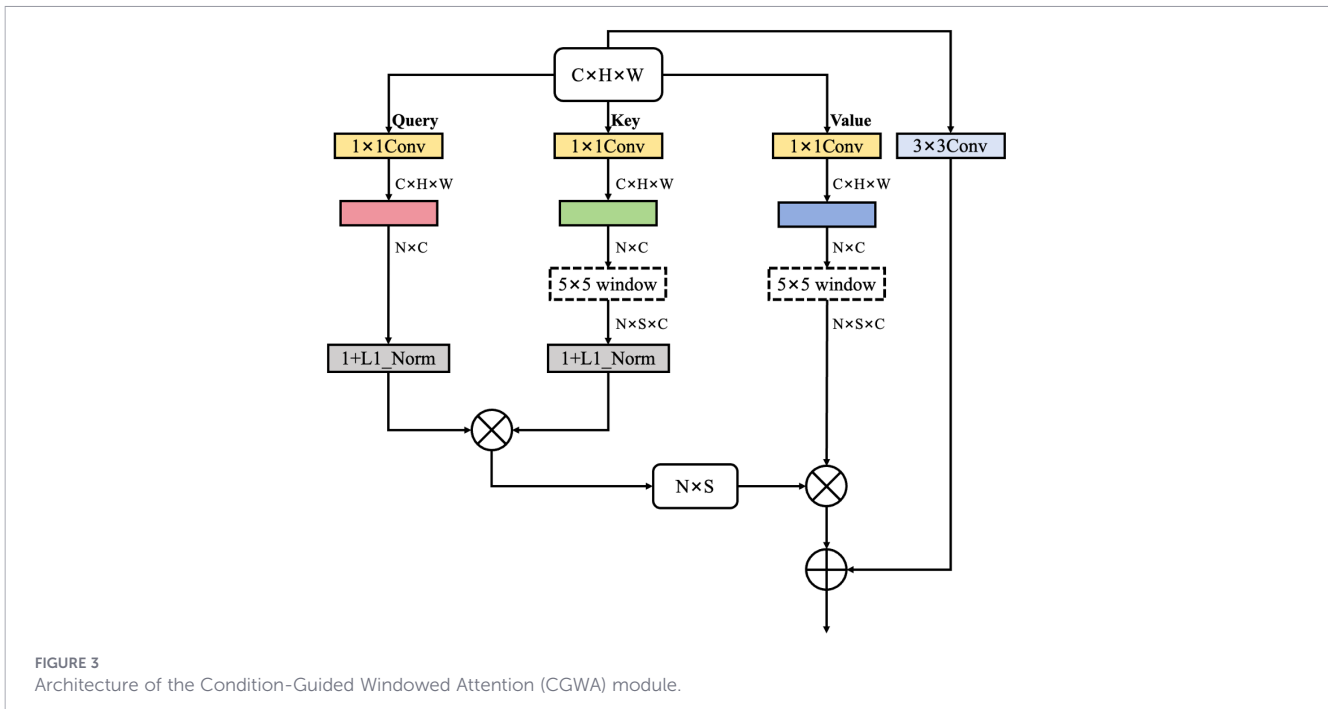 C×H×W
Query
Key
Value
1×1Conv
1×1Conv
1×1Conv
3×3Conv
C×H×W
C×H×W
C×H×W
N×C
N×C
N×C
5×5 window
5×5 window
N×S×C
N×S×C
1+L1_Norm
1+L1_Norm
N×S
FIGURE 3
Architecture of the Condition-Guided Windowed Attention (CGWA) module.